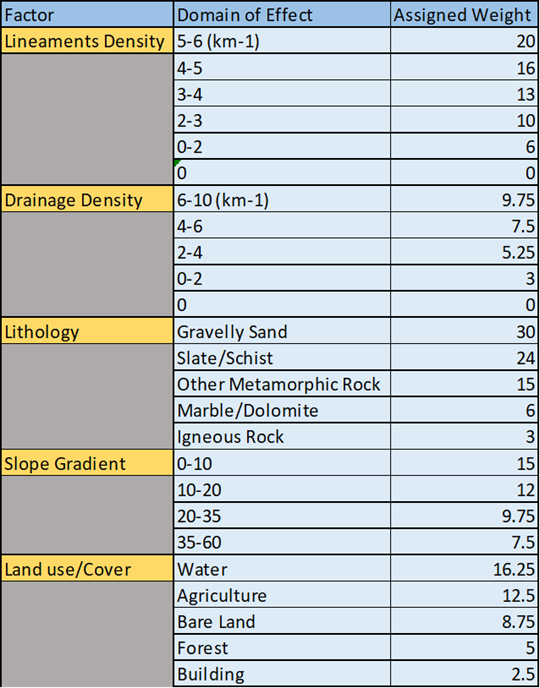 Factor Domain of Effect Assigned Weight
Lineaments Density 5-6 (km-1) 20
4-5 16
3-4 13
2-3 10
0-2 6
0 0
Drainage Density 6-10 (km-1) 9.75
4-6 7.5
2-4 5.25
0-2 3
0 0
Lithology Gravelly Sand 30
Slate/Schist 24
Other Metamorphic Rock 15
Marble/Dolomite 6
Igneous Rock 3
Slope Gradient 0-10 15
10-20 12
20-35 9.75
35-60 7.5
Land use/Cover Water 16.25
Agriculture 12.5
Bare Land 8.75
Forest 5
Building 2.5